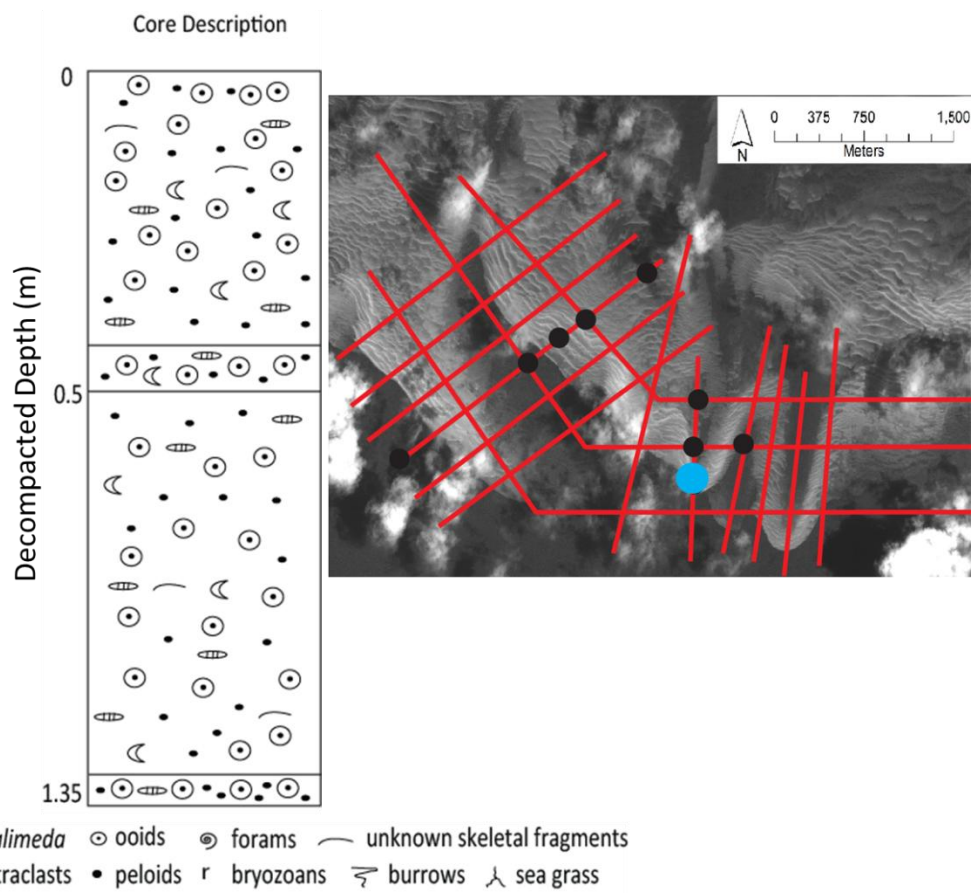 Core Description
Decompacted Depth (m)
0
0.5
1.35
0 375 750 1,500
Meters
N
alimeda ooids forams unknown skeletal fragments
traclasts peloids r bryozoans burrows sea grass